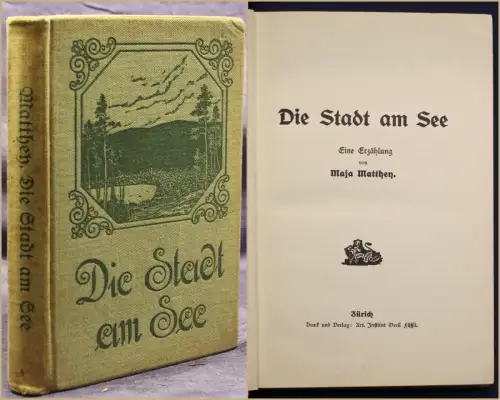 Matthey, Die Stadt am See
Die Stadt
am See
Die Stadt am See
Eine Erzählung
von
Maja Matthey.
Zürich
Druck und Verlag: Art. Institut Orell Füßli.